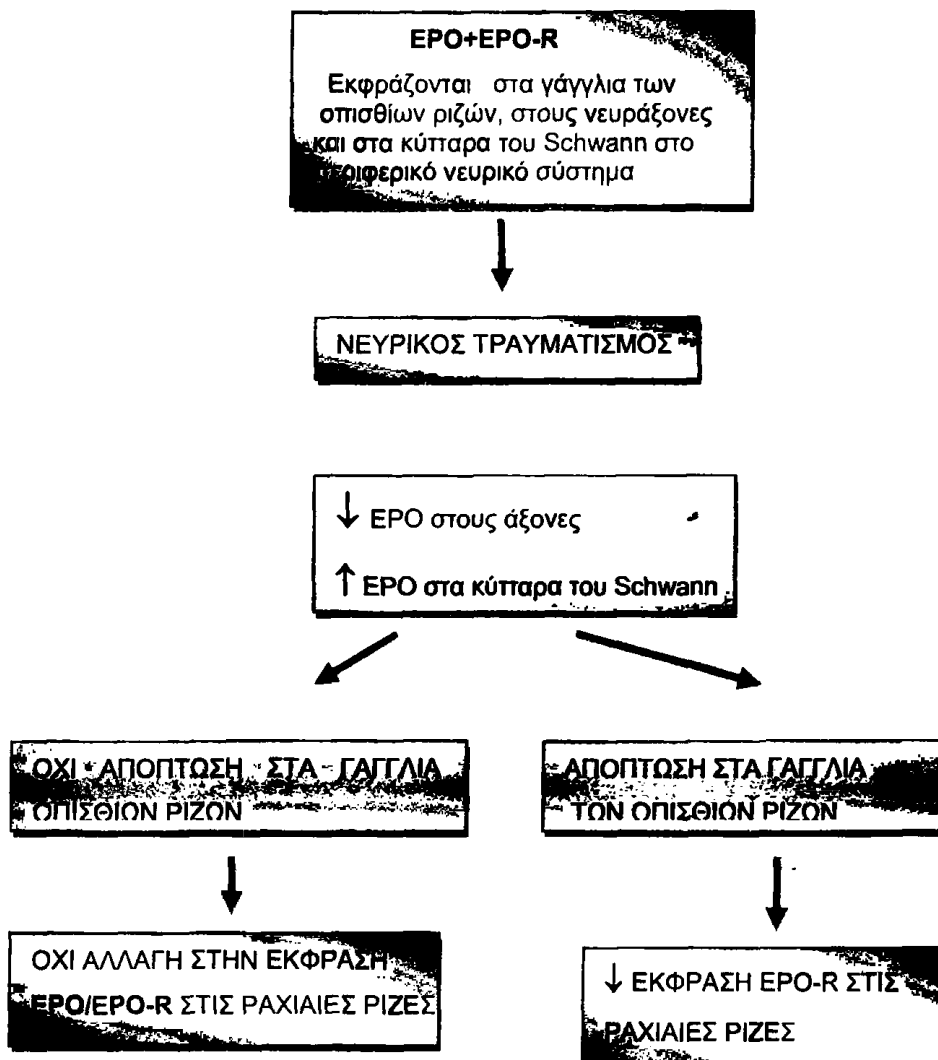 EPO+EPO-R
Εκφράζονται στα γάγγλια των
οπισθίων ριζών, στους νευράξονες
και στα κύτταρα του Schwann στο
περιφερικό νευρικό σύστημα
ΝΕΥΡΙΚΟΣ ΤΡΑΥΜΑΤΙΣΜΟΣ
↓ EPO στους άξονες
↑ EPO στα κύτταρα του Schwann
ΟΧΙ ΑΠΟΠΤΩΣΗ ΣΤΑ ΓΑΓΓΛΙΑ
ΟΠΙΣΘΙΩΝ ΡΙΖΩΝ
ΟΧΙ ΑΛΛΑΓΗ ΣΤΗΝ ΕΚΦΡΑΣΗ
EPO/EPO-R ΣΤΙΣ ΡΑΧΙΑΙΕΣ ΡΙΖΕΣ
ΑΠΟΠΤΩΣΗ ΣΤΑ ΓΑΓΓΛΙΑ
ΤΩΝ ΟΠΙΣΘΙΩΝ ΡΙΖΩΝ
↓ ΕΚΦΡΑΣΗ EPO-R ΣΤΙΣ
ΡΑΧΙΑΙΕΣ ΡΙΖΕΣ